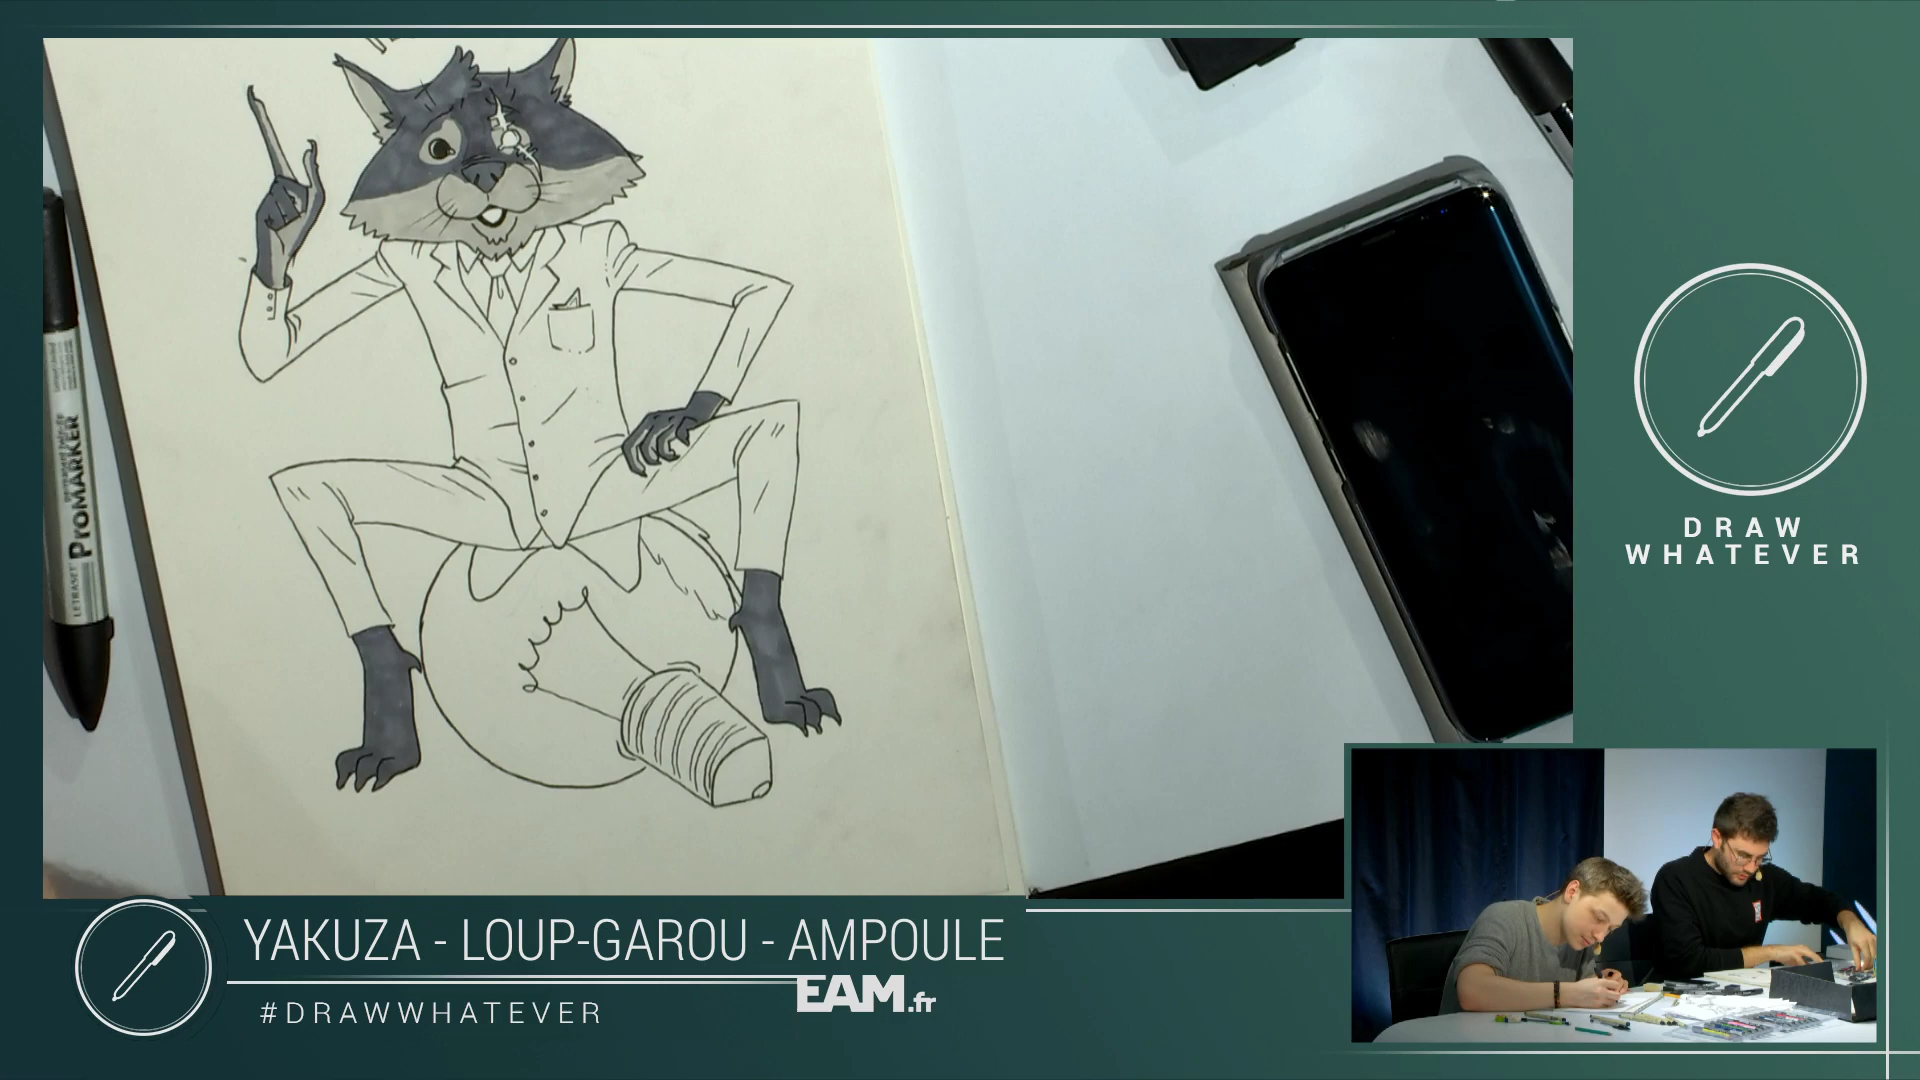 DRAW
WHATEVER
LETRASET
PROMARKER
YAKUZA - LOUP-GAROU - AMPOULE
EAM.fr
#DRAWWHATEVER